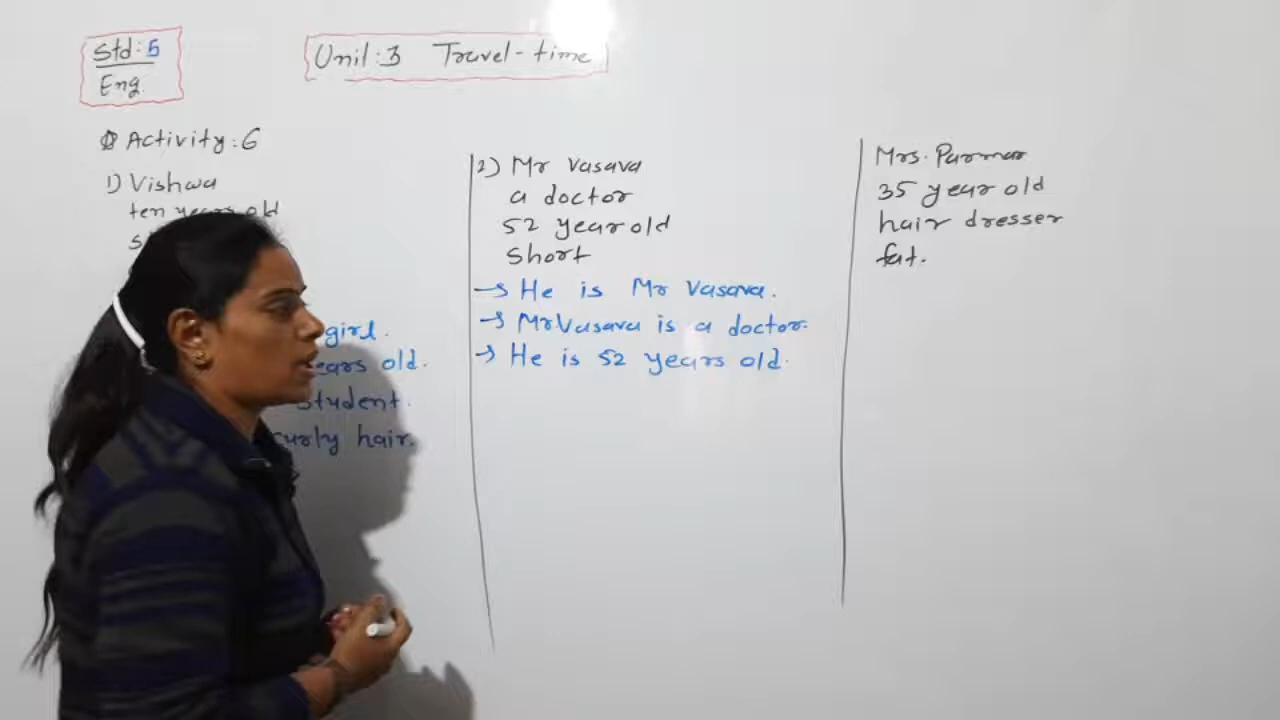 Std: 5
Eng.
Unit: 3 Travel-time
Activity: 6
1) Vishwa
ten years old
girl.
years old.
student.
curly hair.
2) Mr Vasava
a doctor
52 year old
short
→ He is Mr Vasava.
→ Mr Vasava is a doctor.
→ He is 52 years old.
Mrs. Parmar
35 year old
hair dresser
fat.